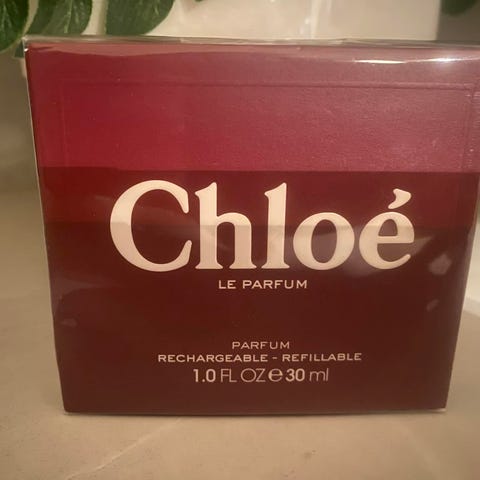 Chloé
LE PARFUM
PARFUM
RECHARGEABLE - REFILLABLE
1.0 FL OZ ℮ 30 ml